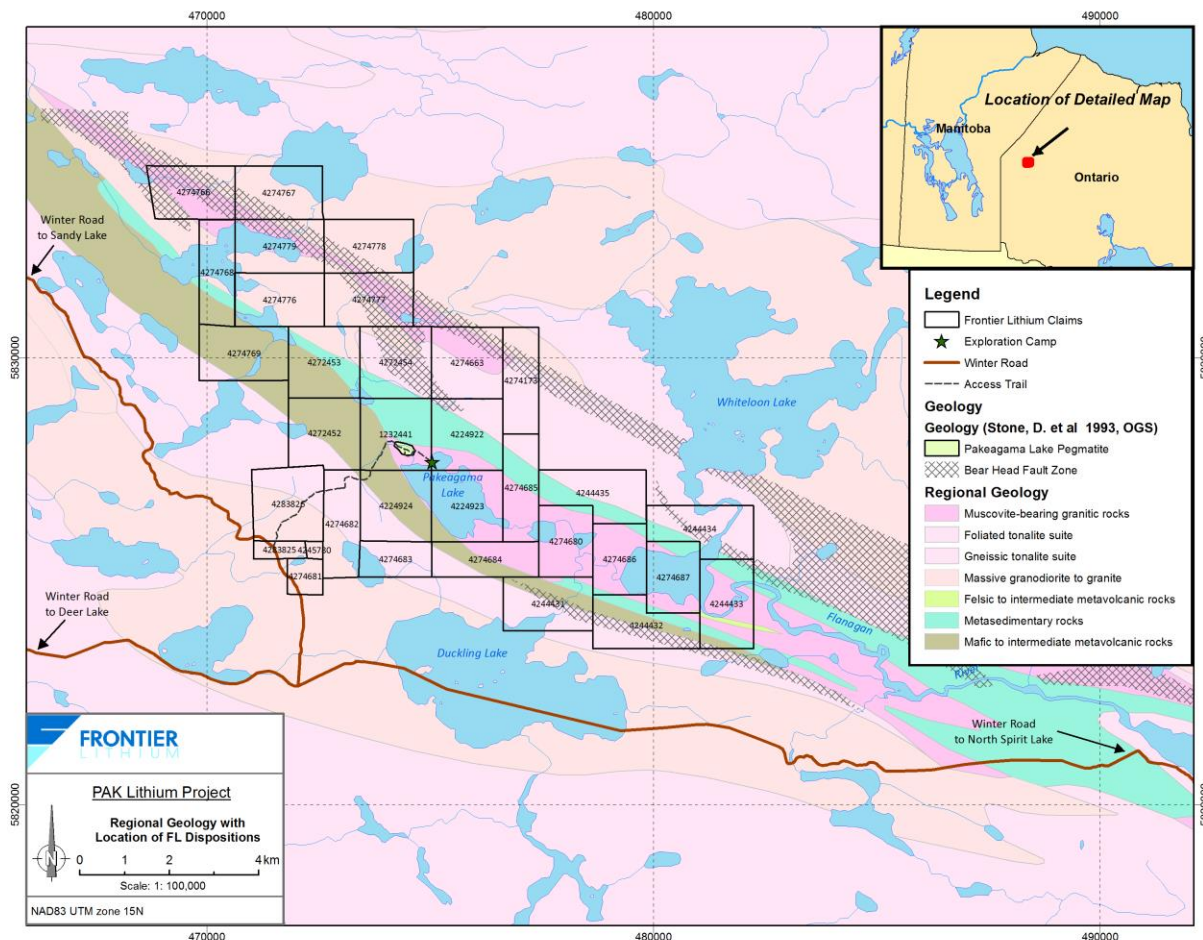 470000
480000
490000
5830000
5820000
Location of Detailed Map
Manitoba
Ontario
Winter Road
to Sandy Lake
4274766
4274767
4274779
4274778
4274768
4274776
4274777
4274769
4272453
4272454
4274663
4274173
Whiteloon Lake
4272452
1232441
4224922
Pakeagama
Lake
4283826
4274682
4224924
4224923
4274685
4244435
4283825
4245730
4274683
4274684
4274680
4274686
4244434
4274681
4274687
4244431
4244432
4244433
Flanagan
River
Winter Road
to Deer Lake
Duckling Lake
Winter Road
to North Spirit Lake
Legend
Frontier Lithium Claims
Exploration Camp
Winter Road
Access Trail
Geology
Geology (Stone, D. et al 1993, OGS)
Pakeagama Lake Pegmatite
Bear Head Fault Zone
Regional Geology
Muscovite-bearing granitic rocks
Foliated tonalite suite
Gneissic tonalite suite
Massive granodiorite to granite
Felsic to intermediate metavolcanic rocks
Metasedimentary rocks
Mafic to intermediate metavolcanic rocks
FRONTIER
LITHIUM
PAK Lithium Project
Regional Geology with
Location of FL Dispositions
N
0 1 2 4 km
Scale: 1: 100,000
NAD83 UTM zone 15N
470000
480000
490000